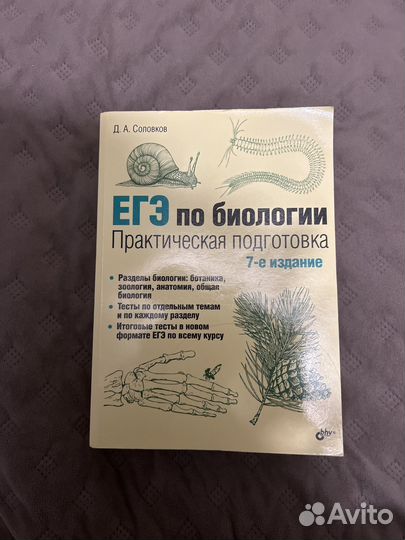 Д. А. Соловков
ЕГЭ по биологии
Практическая подготовка
7-е издание
• Разделы биологии: ботаника,
зоология, анатомия, общая
биология
• Тесты по отдельным темам
и по каждому разделу
• Итоговые тесты в новом
формате ЕГЭ по всему курсу
bhv®
Avito